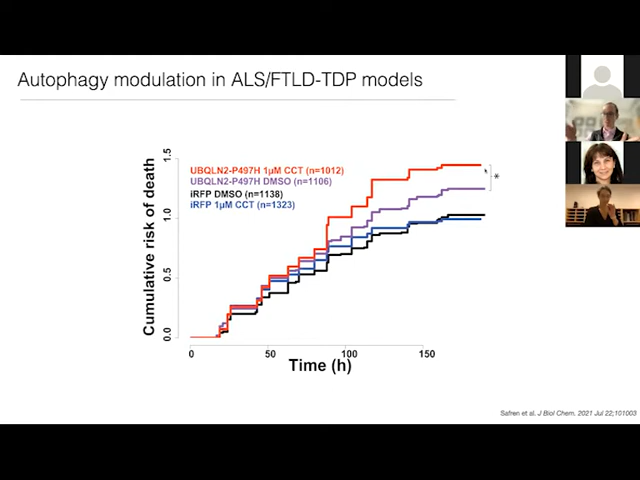 Autophagy modulation in ALS/FTLD-TDP models
UBQLN2-P497H 1µM CCT (n=1012)
UBQLN2-P497H DMSO (n=1106)
iRFP DMSO (n=1138)
iRFP 1µM CCT (n=1323)
Cumulative risk of death
1.5
1.0
0.5
0.0
*
0 50 100 150
Time (h)
Safren et al. J Biol Chem. 2021 Jul 22;101003